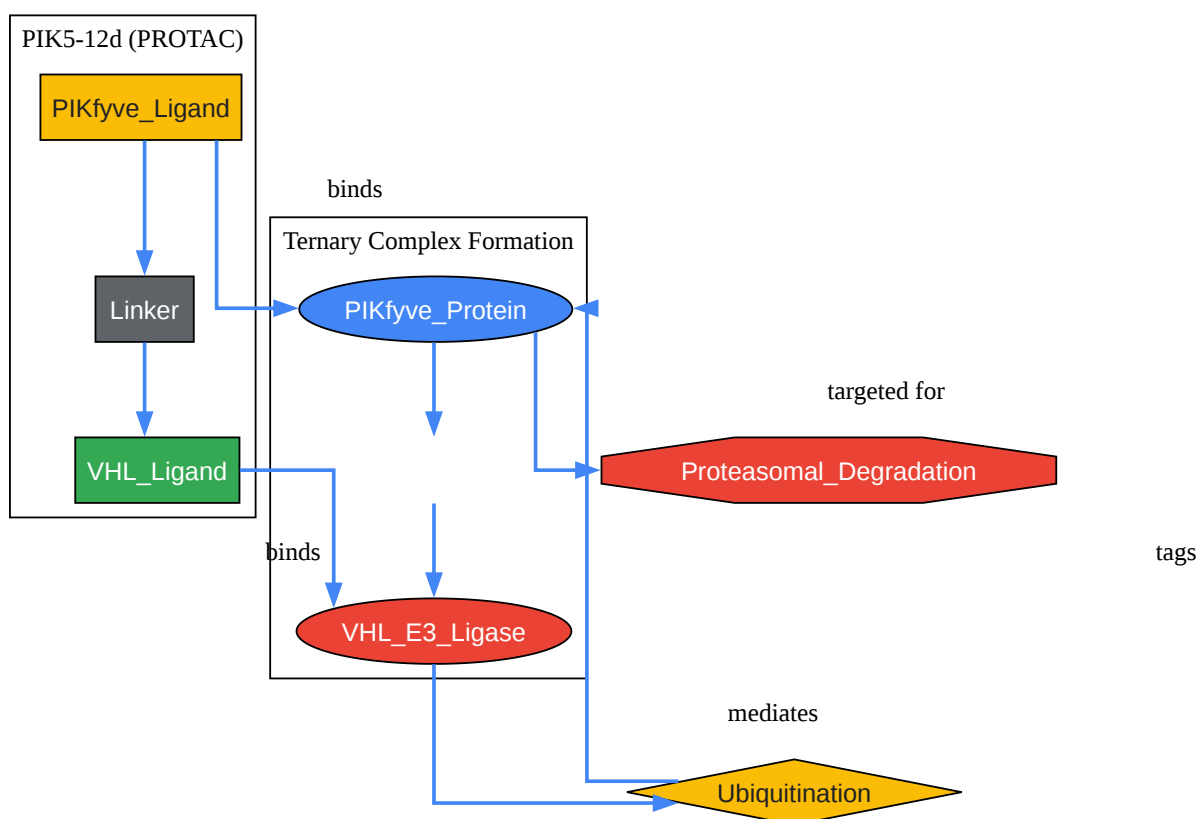 PIK5-12d (PROTAC)
PIKfyve_Ligand
binds
Ternary Complex Formation
Linker
PIKfyve_Protein
targeted for
VHL_Ligand
Proteasomal_Degradation
binds
tags
VHL_E3_Ligase
mediates
Ubiquitination